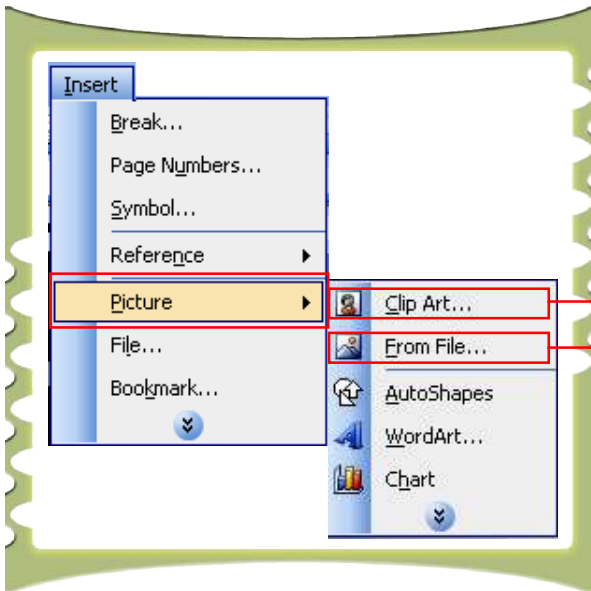 Insert
Break...
Page Numbers...
Symbol...
Reference
Picture
File...
Bookmark...
Clip Art...
From File...
AutoShapes
WordArt...
Chart